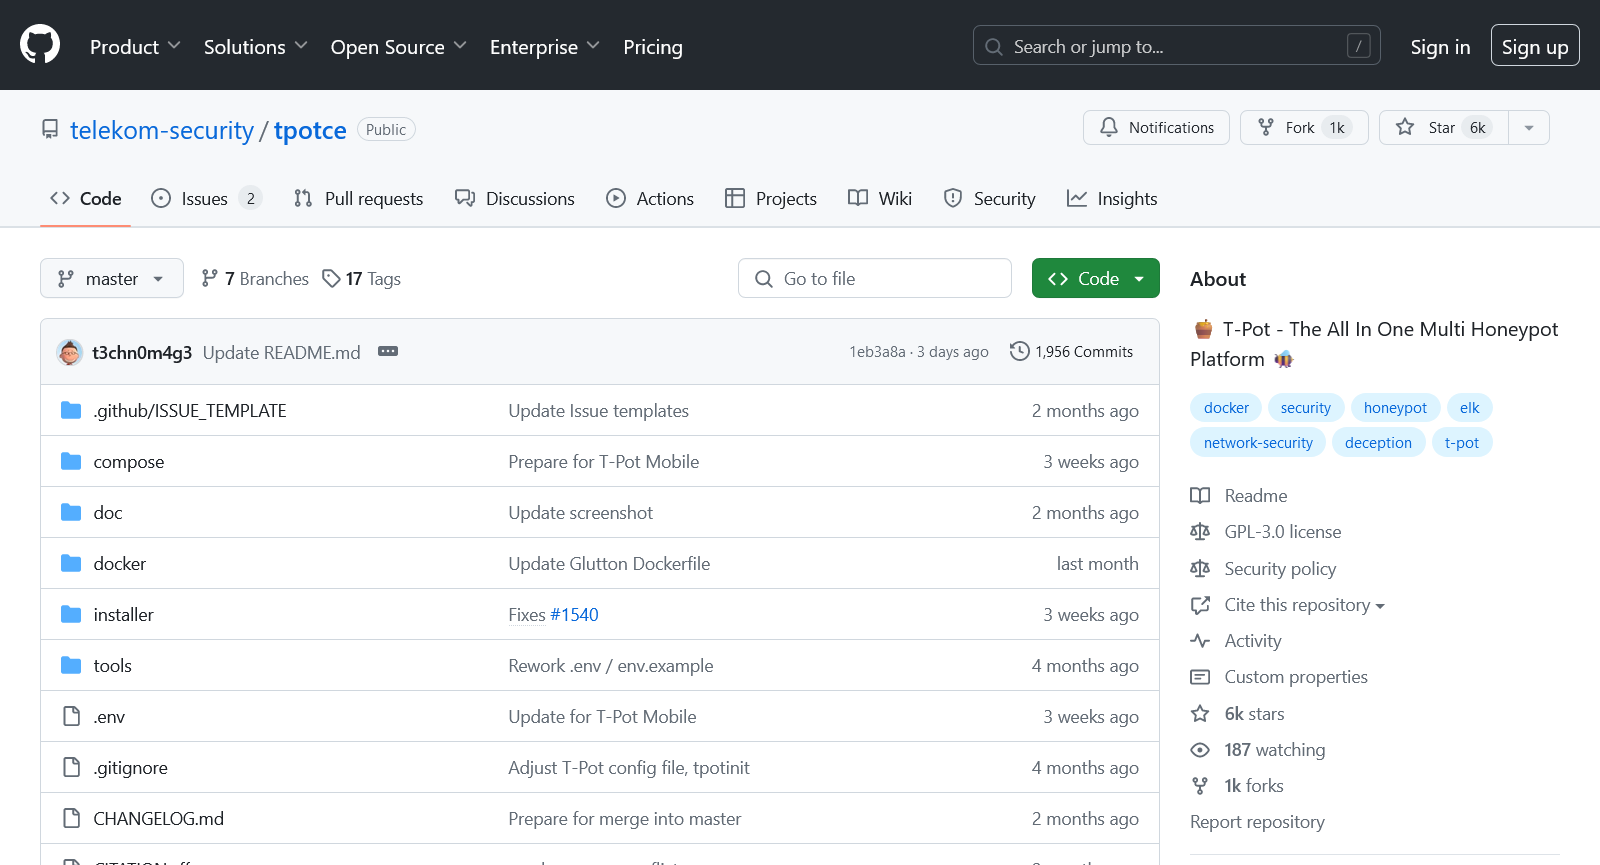 Product Solutions Open Source Enterprise Pricing Search or jump to... / Sign in Sign up
telekom-security / tpotce Public Notifications Fork 1k Star 6k
Code Issues 2 Pull requests Discussions Actions Projects Wiki Security Insights
master 7 Branches 17 Tags Go to file Code
t3chn0m4g3 Update README.md 1eb3a8a · 3 days ago 1,956 Commits
.github/ISSUE_TEMPLATE Update Issue templates 2 months ago
compose Prepare for T-Pot Mobile 3 weeks ago
doc Update screenshot 2 months ago
docker Update Glutton Dockerfile last month
installer Fixes #1540 3 weeks ago
tools Rework .env / env.example 4 months ago
.env Update for T-Pot Mobile 3 weeks ago
.gitignore Adjust T-Pot config file, tpotinit 4 months ago
CHANGELOG.md Prepare for merge into master 2 months ago
About
T-Pot - The All In One Multi Honeypot
Platform
docker security honeypot elk
network-security deception t-pot
Readme
GPL-3.0 license
Security policy
Cite this repository
Activity
Custom properties
6k stars
187 watching
1k forks
Report repository